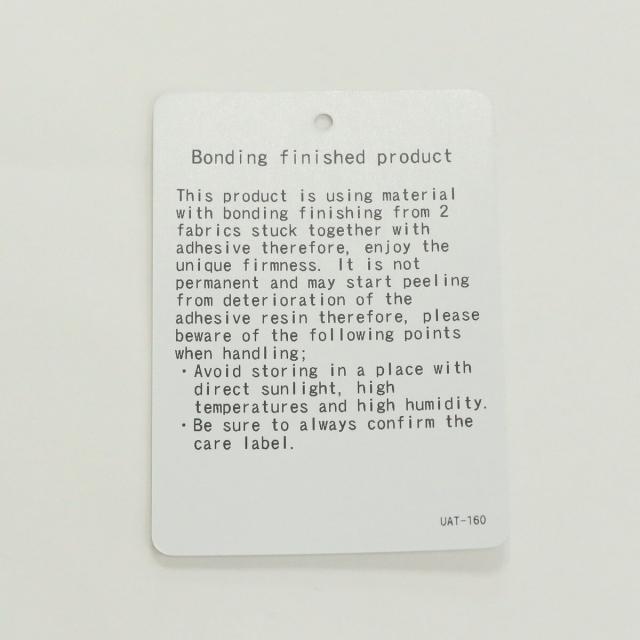 Bonding finished product
This product is using material
with bonding finishing from 2
fabrics stuck together with
adhesive therefore, enjoy the
unique firmness. It is not
permanent and may start peeling
from deterioration of the
adhesive resin therefore, please
beware of the following points
when handling;
・Avoid storing in a place with
direct sunlight, high
temperatures and high humidity.
・Be sure to always confirm the
care label.
UAT-160